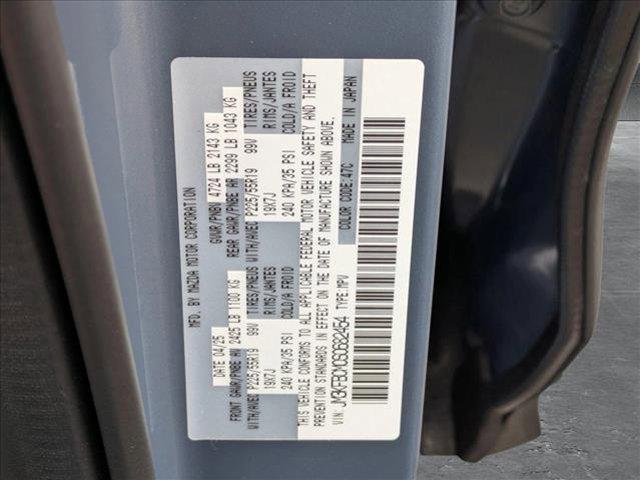 MFD. BY MAZDA MOTOR CORPORATION
DATE 04/25 GVWR/PNBV 4724 LB 2143 KG
FRONT GAWR/PNBE AV 2425 LB 1100 KG REAR GAWR/PNBE AR 2299 LB 1043 KG
WITH/AVEC P225/55R19 99V TIRES/PNEUS WITH/AVEC P225/55R19 99V TIRES/PNEUS
19X7J RIMS/JANTES 19X7J RIMS/JANTES
240 KPA/35 PSI COLD/A FROID 240 KPA/35 PSI COLD/A FROID
THIS VEHICLE CONFORMS TO ALL APPLICABLE FEDERAL MOTOR VEHICLE SAFETY AND THEFT
PREVENTION STANDARDS IN EFFECT ON THE DATE OF MANUFACTURE SHOWN ABOVE.
VIN: JM3KFBCM0S0682454 TYPE: MPV COLOR CODE: 47C MADE IN JAPAN